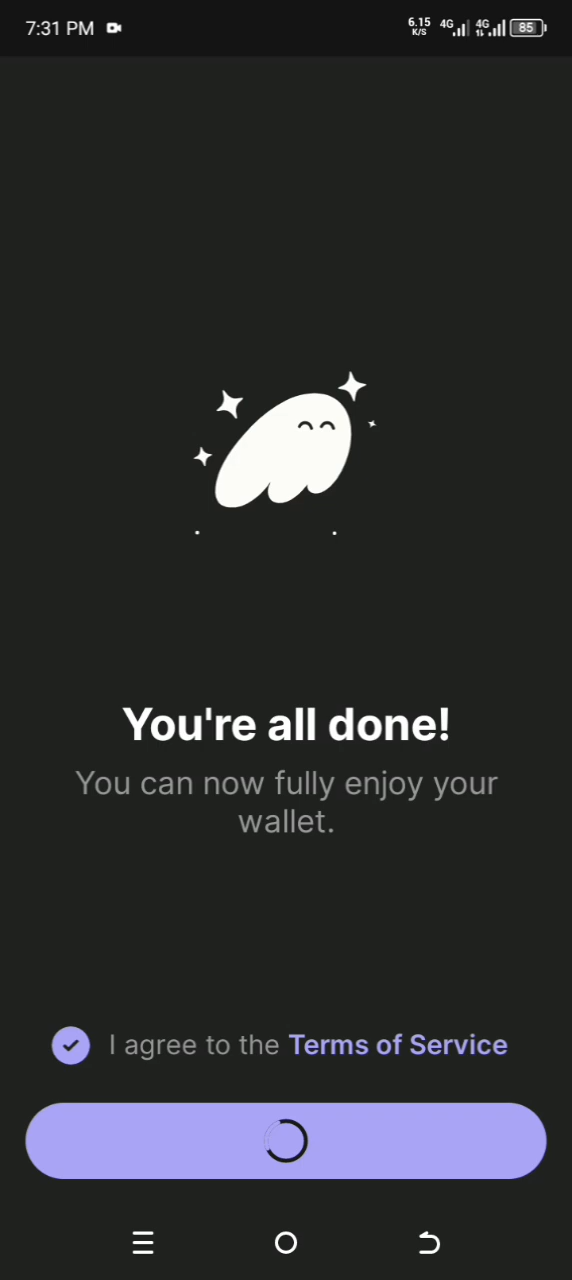 7:31 PM
6.15
K/S
4G
4G
85
You're all done!
You can now fully enjoy your
wallet.
I agree to the Terms of Service